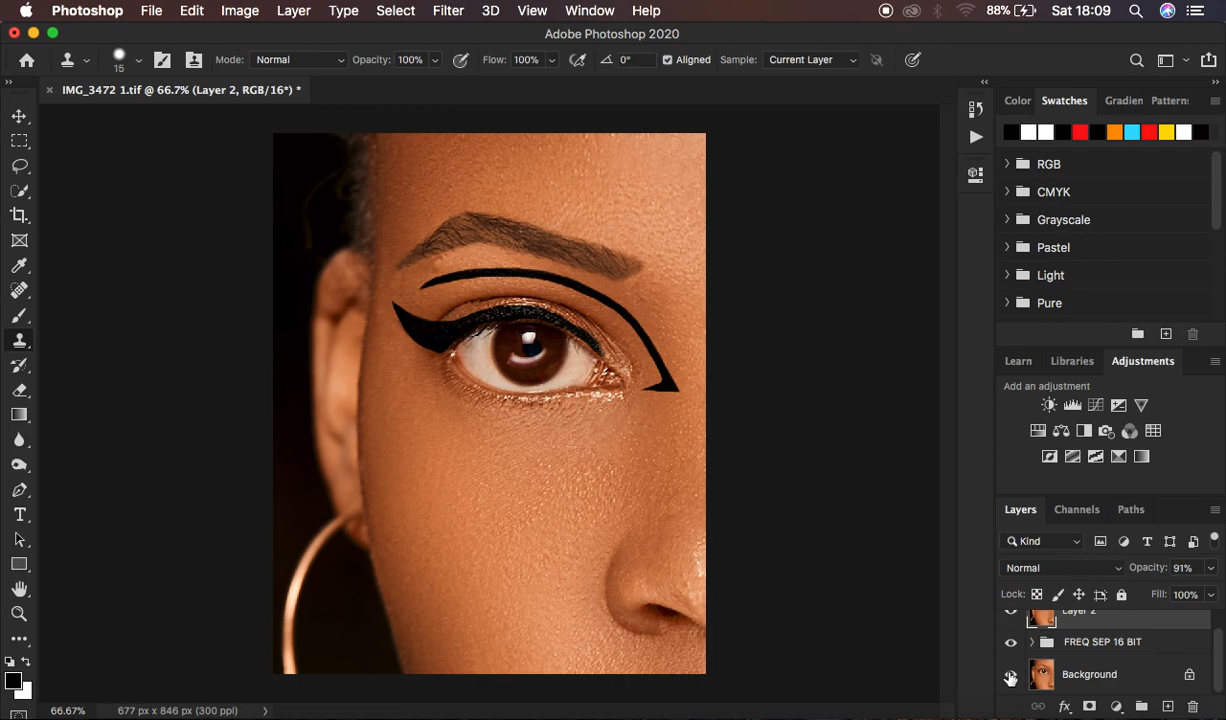 Photoshop File Edit Image Layer Type Select Filter 3D View Window Help 88% Sat 18:09
Adobe Photoshop 2020
15 Mode: Normal Opacity: 100% Flow: 100% 0° Aligned Sample: Current Layer
IMG_3472 1.tif @ 66.7% (Layer 2, RGB/16*) *
Color Swatches Gradien Pattern:
RGB
CMYK
Grayscale
Pastel
Light
Pure
Learn Libraries Adjustments
Add an adjustment
Layers Channels Paths
Kind
Normal Opacity: 91%
Lock: Fill: 100%
Layer 2
FREQ SEP 16 BIT
Background
66.67% 677 px x 846 px (300 ppi)